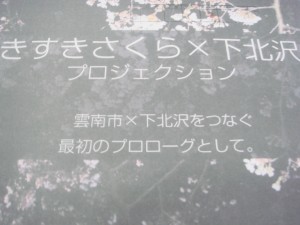 きすきさくら×下北沢
プロジェクション
雲南市×下北沢をつなぐ
最初のプロローグとして。